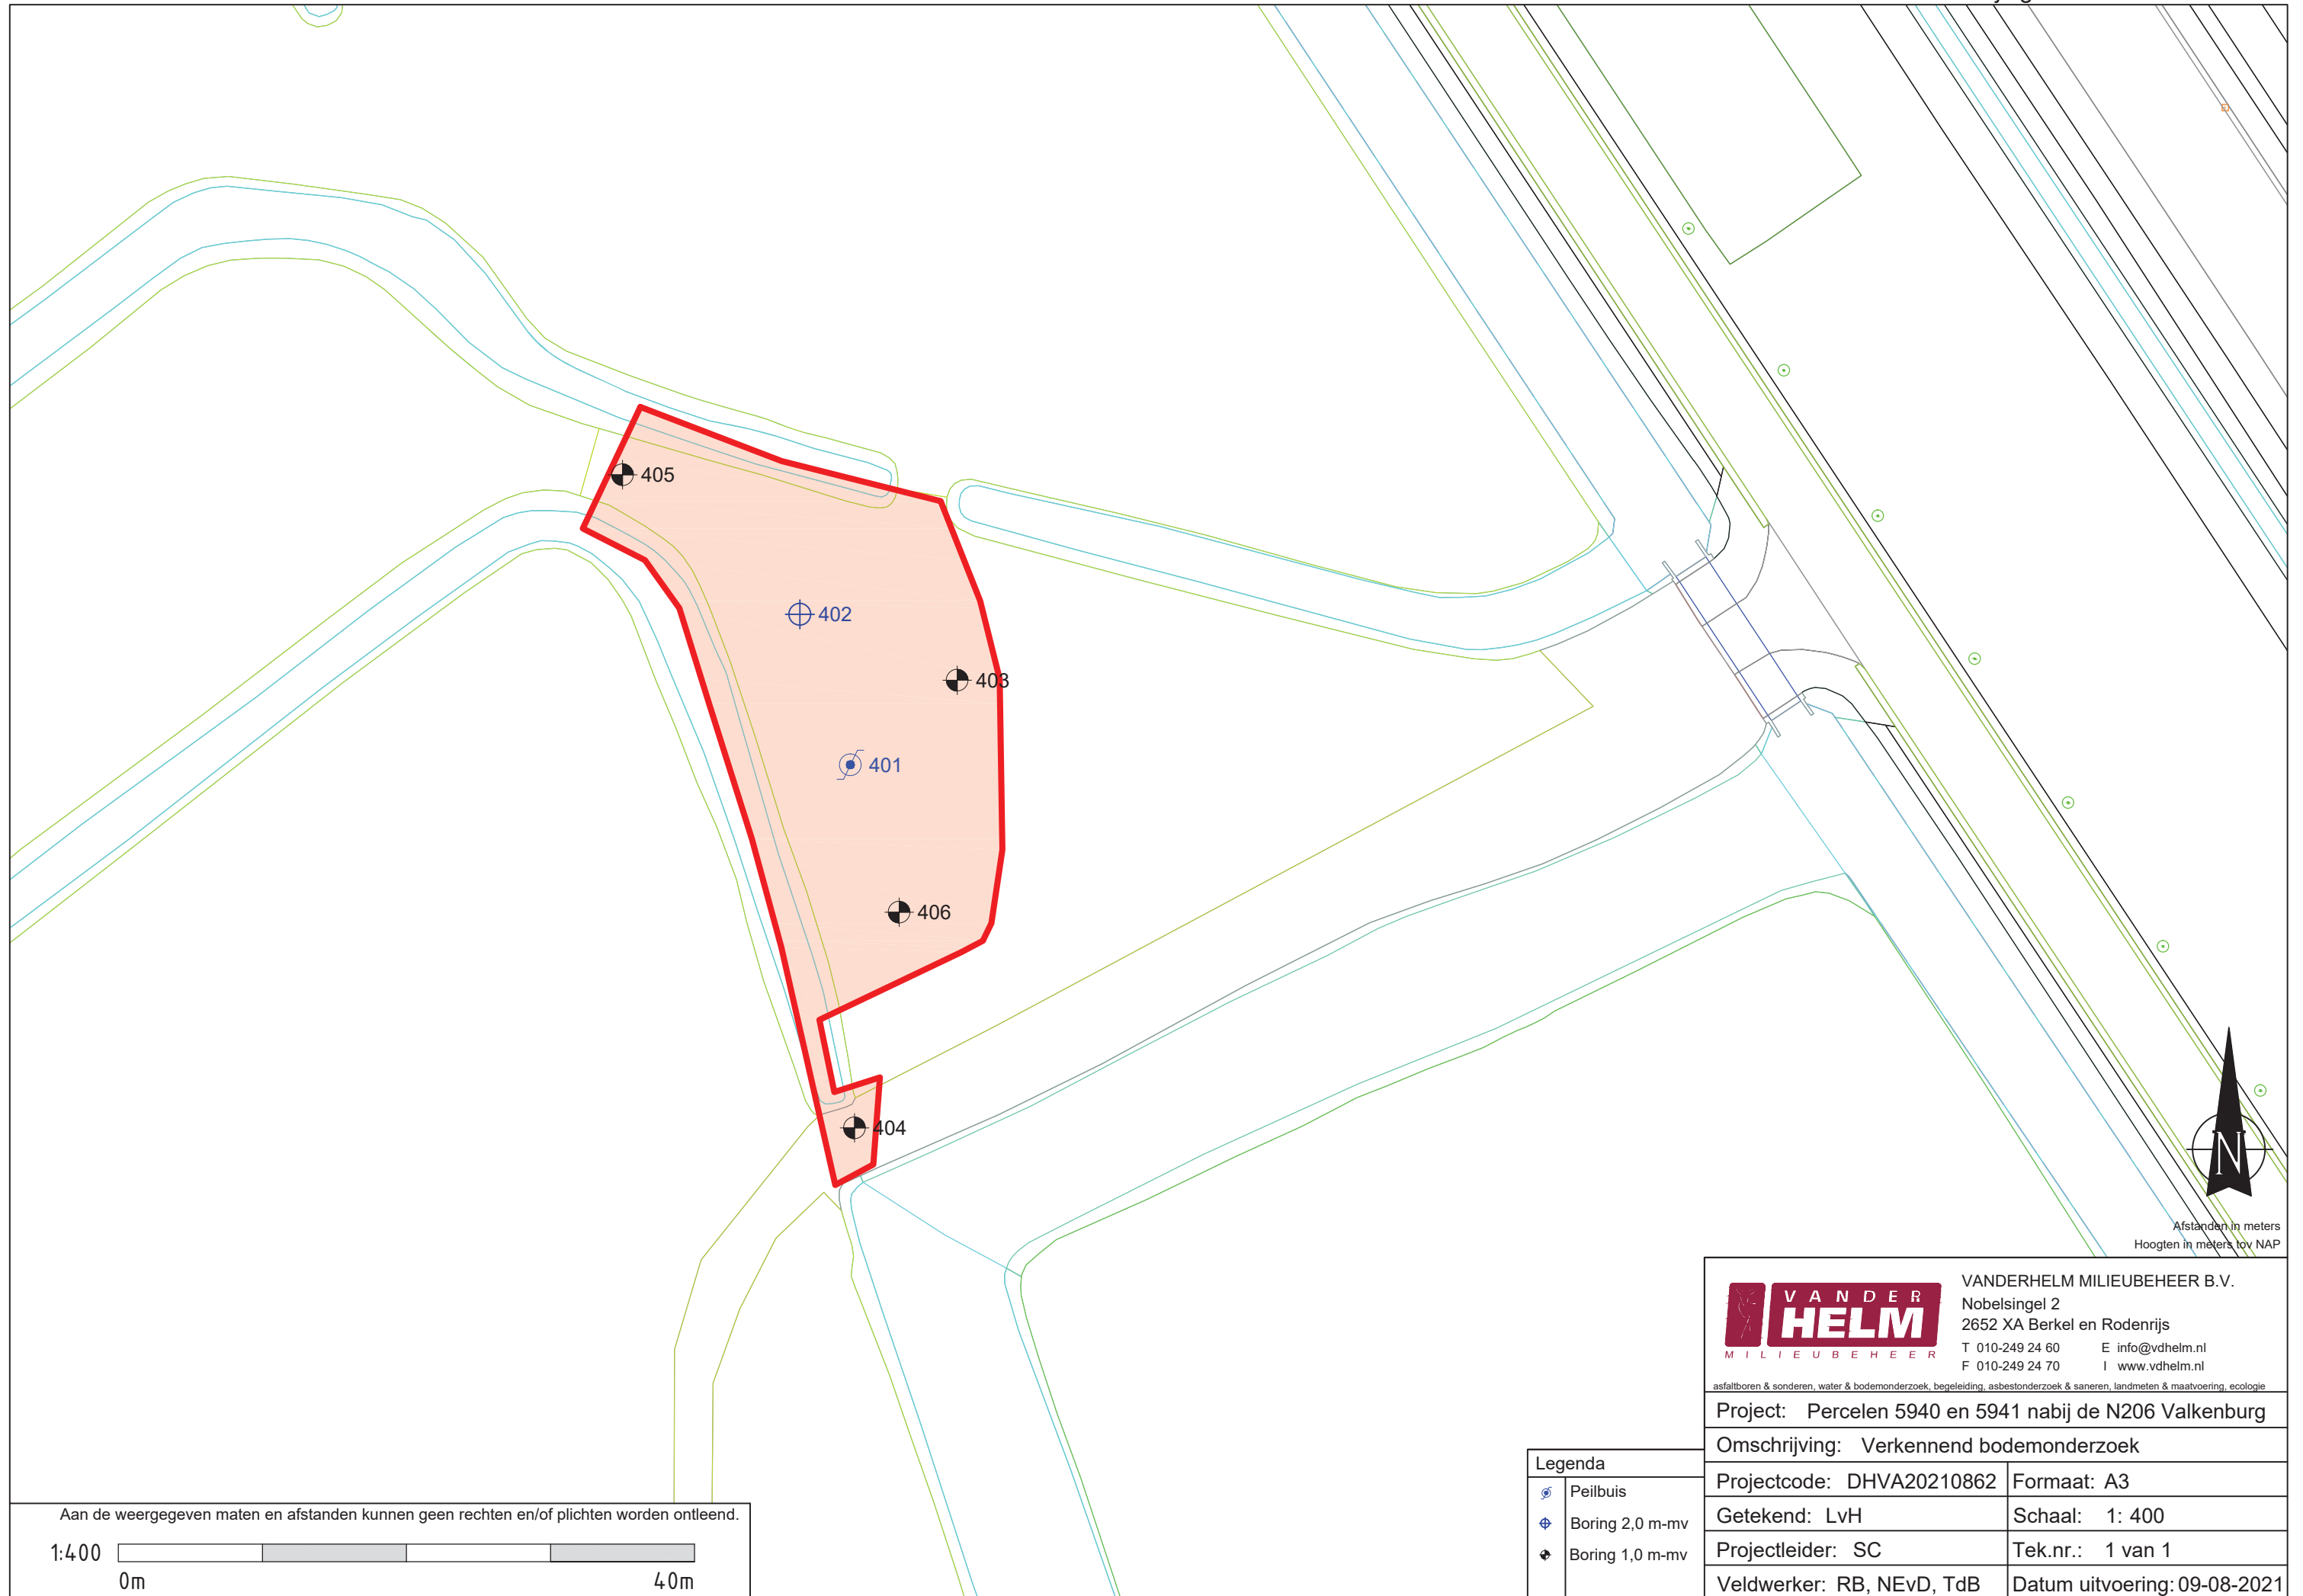 405
402
403
401
406
404
N
Afstanden in meters
Hoogten in meters tov NAP
VANDER
HELM
MILIEUBEHEER
VANDERHELM MILIEUBEHEER B.V.
Nobelsingel 2
2652 XA Berkel en Rodenrijs
T 010-249 24 60 E info@vdhelm.nl
F 010-249 24 70 I www.vdhelm.nl
asfaltboren & sonderen, water & bodemonderzoek, begeleiding, asbestonderzoek & saneren, landmeten & maatvoering, ecologie
Project: Percelen 5940 en 5941 nabij de N206 Valkenburg
Omschrijving: Verkennend bodemonderzoek
Projectcode: DHVA20210862 Formaat: A3
Getekend: LvH Schaal: 1: 400
Projectleider: SC Tek.nr.: 1 van 1
Veldwerker: RB, NEvD, TdB Datum uitvoering: 09-08-2021
Legenda
Peilbuis
Boring 2,0 m-mv
Boring 1,0 m-mv
Aan de weergegeven maten en afstanden kunnen geen rechten en/of plichten worden ontleend.
1:400
0m 40m